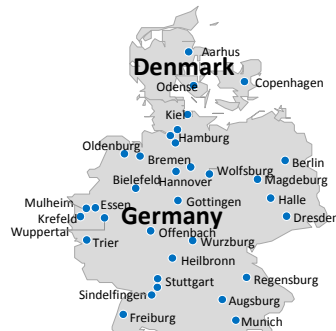 Aarhus
Denmark
Odense
Copenhagen
Kiel
Hamburg
Oldenburg
Bremen
Berlin
Bielefeld
Hannover
Wolfsburg
Magdeburg
Mulheim
Essen
Gottingen
Halle
Krefeld
Germany
Dresden
Wuppertal
Trier
Offenbach
Wurzburg
Heilbronn
Stuttgart
Regensburg
Sindelfingen
Augsburg
Freiburg
Munich